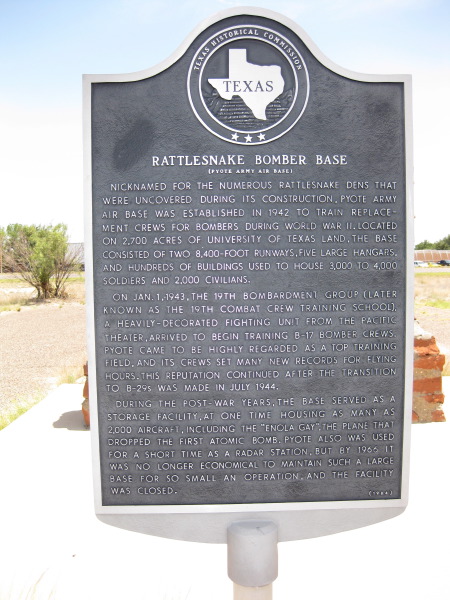 TEXAS HISTORICAL COMMISSION
TEXAS
RATTLESNAKE BOMBER BASE
(PYOTE ARMY AIR BASE)
NICKNAMED FOR THE NUMEROUS RATTLESNAKE DENS THAT
WERE UNCOVERED DURING ITS CONSTRUCTION, PYOTE ARMY
AIR BASE WAS ESTABLISHED IN 1942 TO TRAIN REPLACE-
MENT CREWS FOR BOMBERS DURING WORLD WAR II. LOCATED
ON 2,700 ACRES OF UNIVERSITY OF TEXAS LAND, THE BASE
CONSISTED OF TWO 8,400-FOOT RUNWAYS, FIVE LARGE HANGARS,
AND HUNDREDS OF BUILDINGS USED TO HOUSE 3,000 TO 4,000
SOLDIERS AND 2,000 CIVILIANS.
ON JAN. 1, 1943, THE 19TH BOMBARDMENT GROUP (LATER
KNOWN AS THE 19TH COMBAT CREW TRAINING SCHOOL),
A HEAVILY-DECORATED FIGHTING UNIT FROM THE PACIFIC
THEATER, ARRIVED TO BEGIN TRAINING B-17 BOMBER CREWS.
PYOTE CAME TO BE HIGHLY REGARDED AS A TOP TRAINING
FIELD, AND ITS CREWS SET MANY NEW RECORDS FOR FLYING
HOURS. THIS REPUTATION CONTINUED AFTER THE TRANSITION
TO B-29s WAS MADE IN JULY 1944.
DURING THE POST-WAR YEARS, THE BASE SERVED AS A
STORAGE FACILITY, AT ONE TIME HOUSING AS MANY AS
2,000 AIRCRAFT, INCLUDING THE "ENOLA GAY", THE PLANE THAT
DROPPED THE FIRST ATOMIC BOMB. PYOTE ALSO WAS USED
FOR A SHORT TIME AS A RADAR STATION, BUT BY 1966 IT
WAS NO LONGER ECONOMICAL TO MAINTAIN SUCH A LARGE
BASE FOR SO SMALL AN OPERATION, AND THE FACILITY
WAS CLOSED.